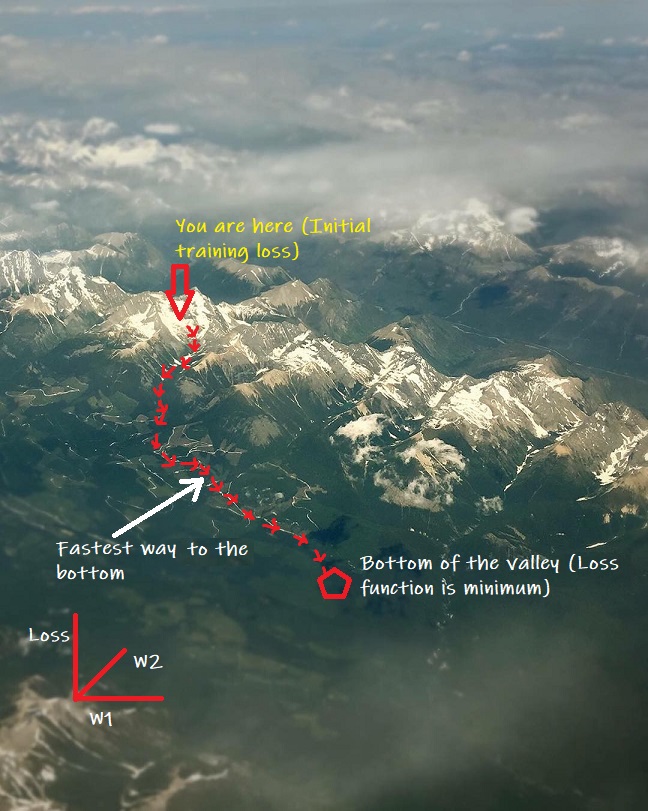 You are here (Initial
training loss)
Fastest way to the
bottom
Bottom of the valley (Loss
function is minimum)
Loss
W2
W1